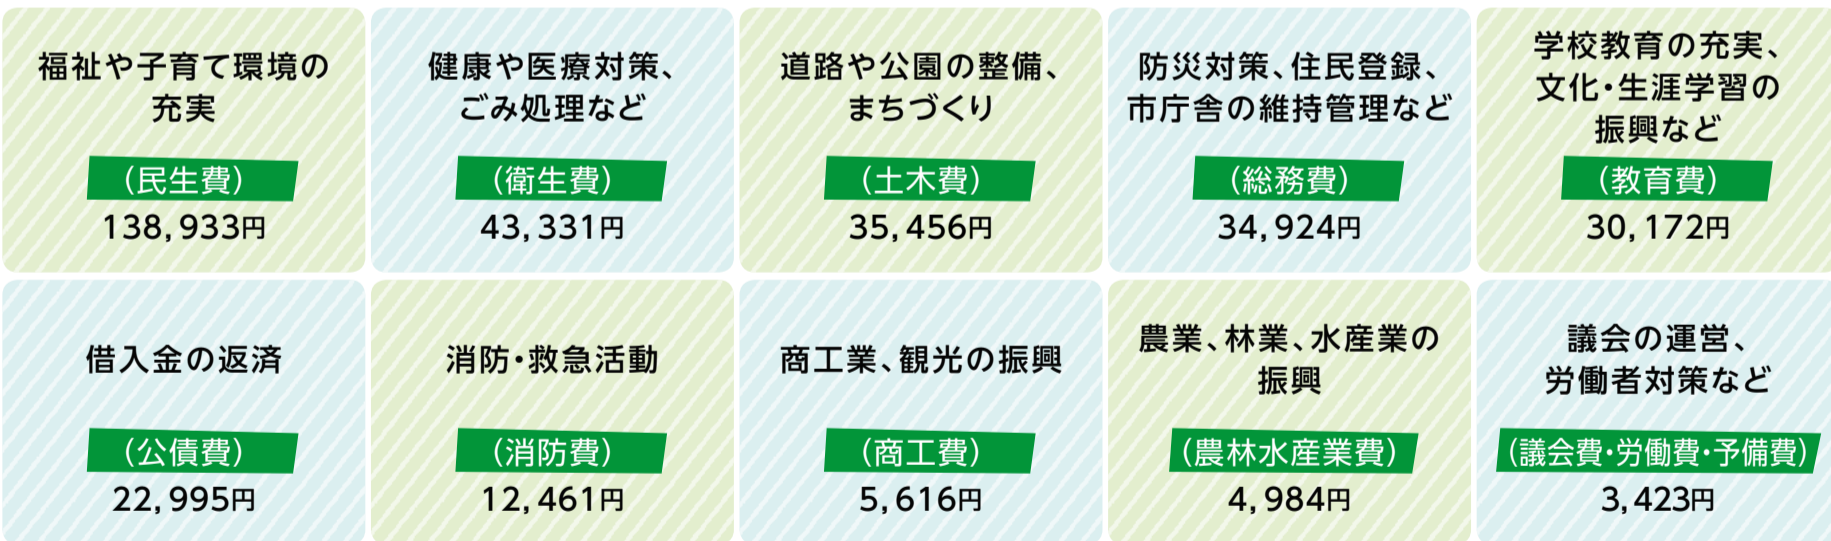 福祉や子育て環境の
充実
(民生費)
138,933円
健康や医療対策、
ごみ処理など
(衛生費)
43,331円
道路や公園の整備、
まちづくり
(土木費)
35,456円
防災対策、住民登録、
市庁舎の維持管理など
(総務費)
34,924円
学校教育の充実、
文化・生涯学習の
振興など
(教育費)
30,172円
借入金の返済
(公債費)
22,995円
消防・救急活動
(消防費)
12,461円
商工業、観光の振興
(商工費)
5,616円
農業、林業、水産業の
振興
(農林水産業費)
4,984円
議会の運営、
労働者対策など
(議会費・労働費・予備費)
3,423円